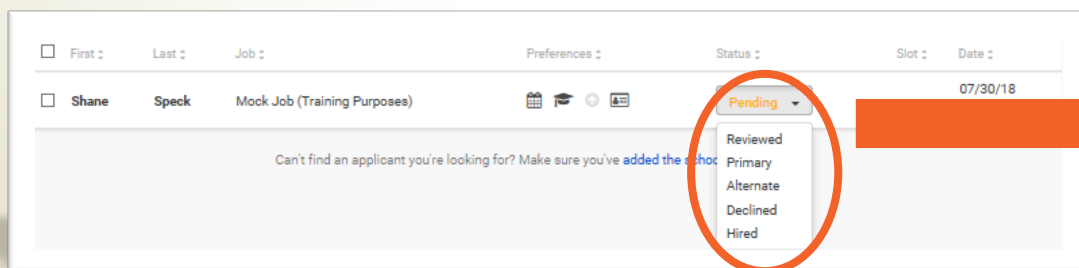 First Last Job Preferences Status Slot Date
Shane Speck Mock Job (Training Purposes) Pending 07/30/18
Can't find an applicant you're looking for? Make sure you've added the
Reviewed
Primary
Alternate
Declined
Hired